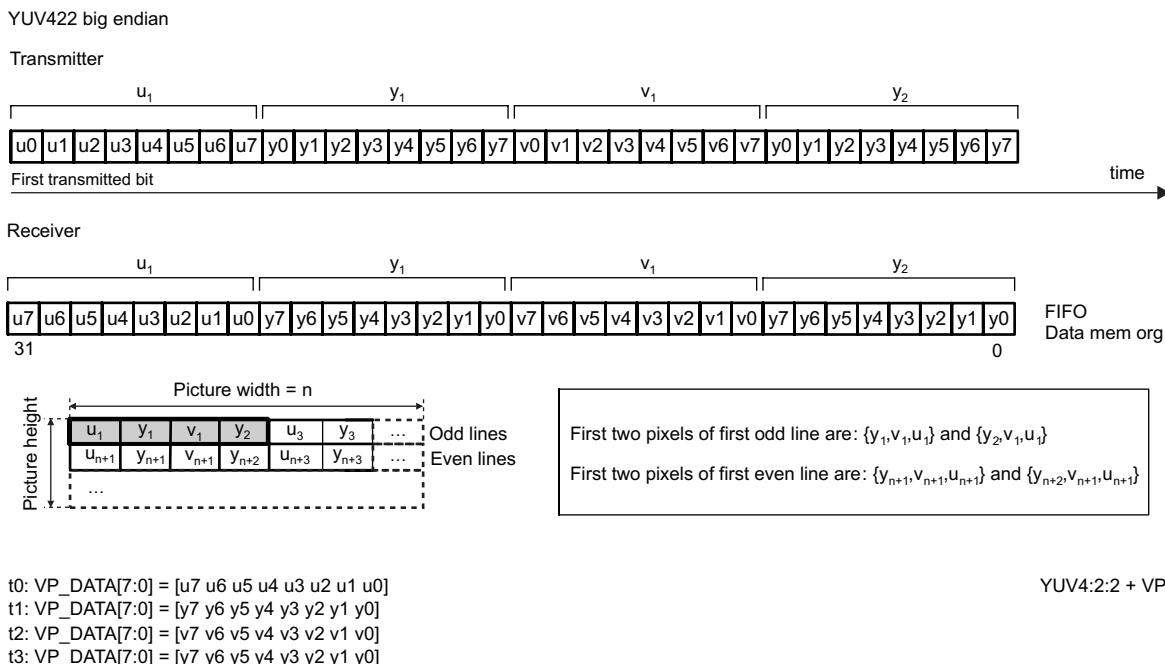 YUV422 big endian
Transmitter
u1 y1 v1 y2
u0 u1 u2 u3 u4 u5 u6 u7 y0 y1 y2 y3 y4 y5 y6 y7 v0 v1 v2 v3 v4 v5 v6 v7 y0 y1 y2 y3 y4 y5 y6 y7
First transmitted bit
time
Receiver
u1 y1 v1 y2
u7 u6 u5 u4 u3 u2 u1 u0 y7 y6 y5 y4 y3 y2 y1 y0 v7 v6 v5 v4 v3 v2 v1 v0 y7 y6 y5 y4 y3 y2 y1 y0
FIFO
Data mem org
31 0
Picture width = n
Picture height
u1 y1 v1 y2 u3 y3 ... Odd lines
un+1 yn+1 vn+1 yn+2 un+3 yn+3 ... Even lines
...
First two pixels of first odd line are: {y1,v1,u1} and {y2,v1,u1}
First two pixels of first even line are: {yn+1,vn+1,un+1} and {yn+2,vn+1,un+1}
t0: VP_DATA[7:0] = [u7 u6 u5 u4 u3 u2 u1 u0]
YUV4:2:2 + VP
t1: VP_DATA[7:0] = [y7 y6 y5 y4 y3 y2 y1 y0]
t2: VP_DATA[7:0] = [v7 v6 v5 v4 v3 v2 v1 v0]
t3: VP_DATA[7:0] = [y7 y6 y5 y4 y3 y2 y1 y0]